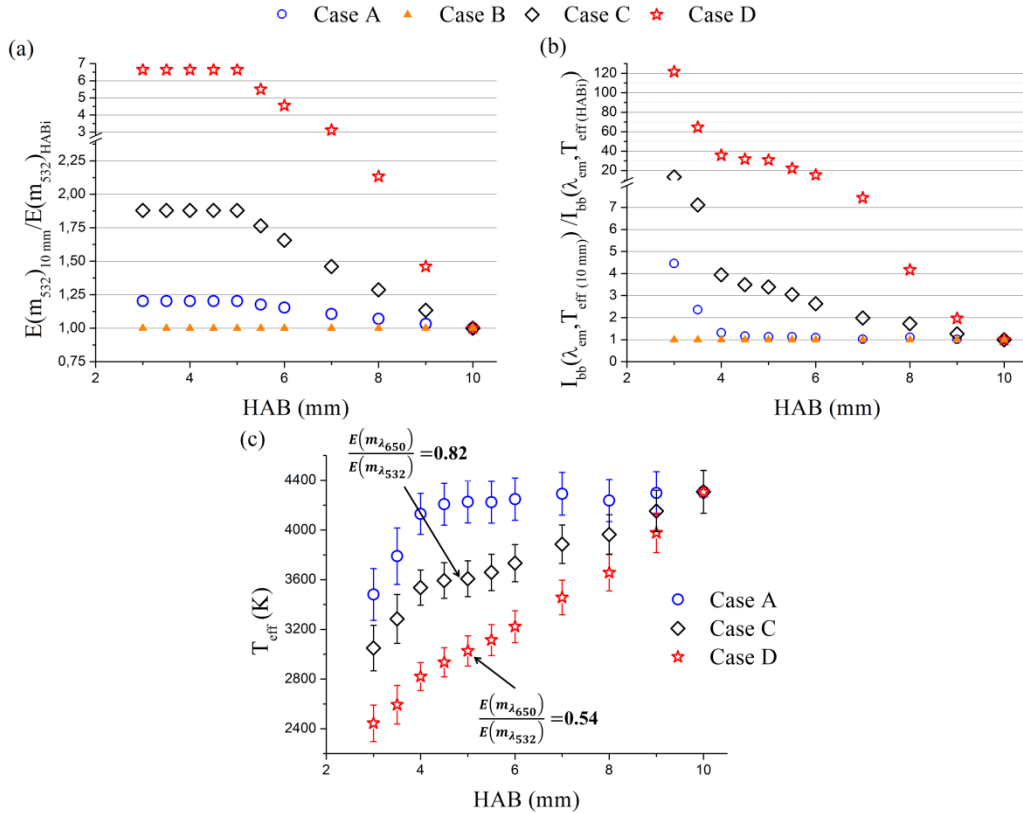 Case A Case B Case C Case D
(a)
7
6
5
4
3
2,25
2,00
1,75
1,50
1,25
1,00
0,75
2 4 6 8 10
HAB (mm)
E(m532)10 mm/E(m532)HABi
(b)
120
100
80
60
40
20
7
6
5
4
3
2
1
0
2 4 6 8 10
HAB (mm)
Ibb(λem,Teff (10 mm)) /Ibb(λem,Teff (HABi))
(c)
E(mλ650)/E(mλ532)=0.82
4400
4000
3600
3200
2800
2400
Teff (K)
Case A
Case C
Case D
E(mλ650)/E(mλ532)=0.54
2 4 6 8 10
HAB (mm)